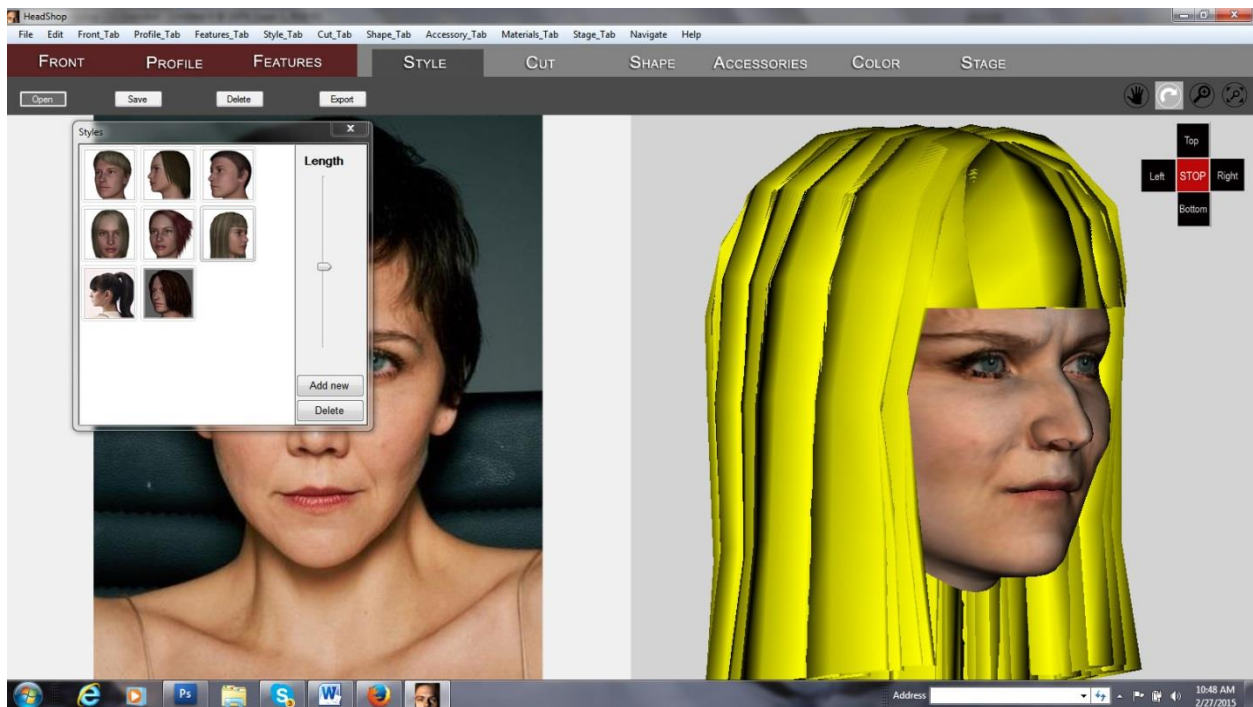 HeadShop
File Edit Front_Tab Profile_Tab Features_Tab Style_Tab Cut_Tab Shape_Tab Accessory_Tab Materials_Tab Stage_Tab Navigate Help
FRONT PROFILE FEATURES STYLE CUT SHAPE ACCESSORIES COLOR STAGE
Open Save Delete Export
Styles X
Length
Top
Left STOP Right
Bottom
Add new
Delete
Ps S W Address 10:48 AM
2/27/2015